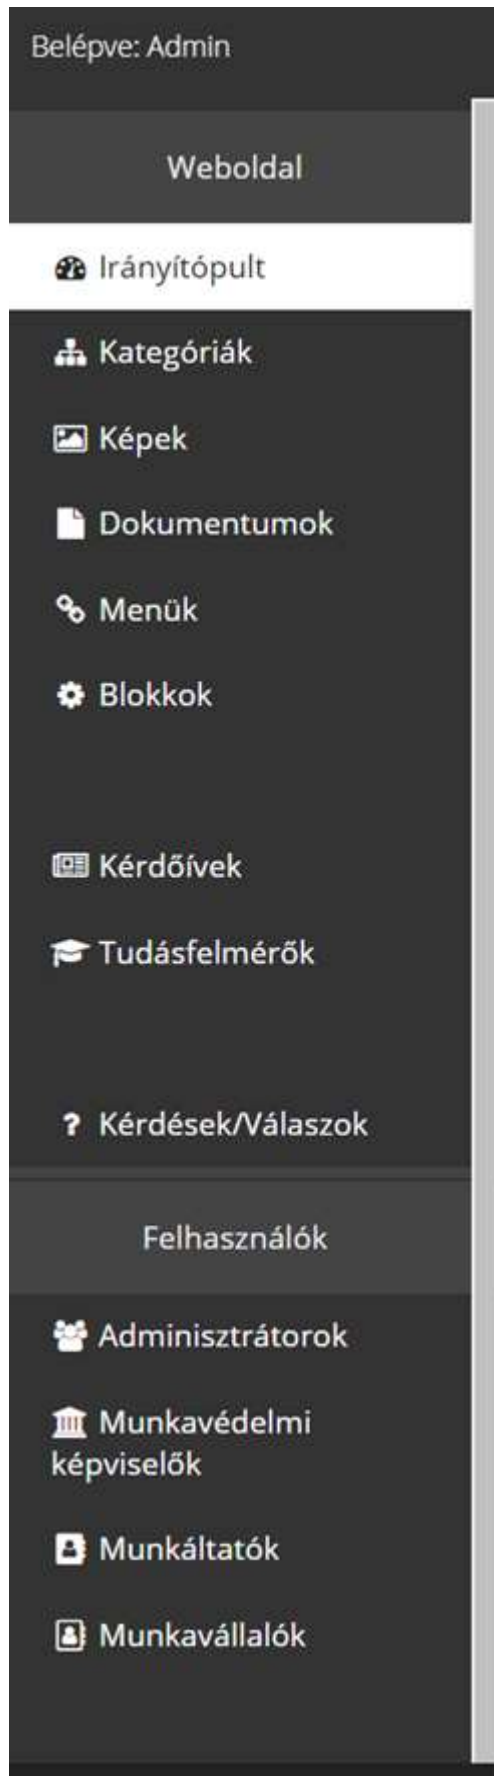 Belépve: Admin
Weboldal
Irányítópult
Kategóriák
Képek
Dokumentumok
Menük
Blokkok
Kérdőívek
Tudásfelmérők
? Kérdések/Válaszok
Felhasználók
Adminisztrátorok
Munkavédelmi
képviselők
Munkáltatók
Munkavállalók